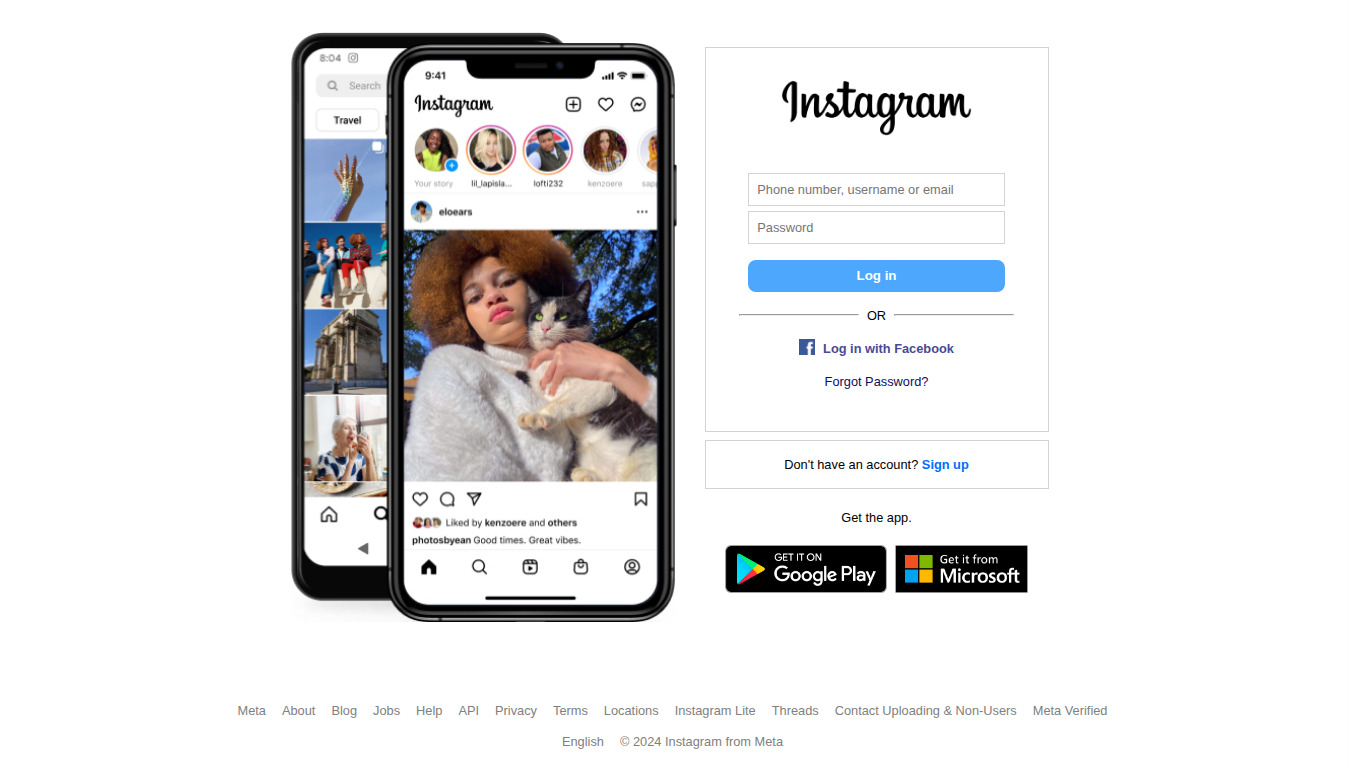 8:04
Search
Travel
9:41
Instagram
Your story lil_lapisla... lofti232 kenzoere sapp
eloears
Liked by kenzoere and others
photosbyean Good times. Great vibes.
Instagram
Phone number, username or email
Password
Log in
OR
Log in with Facebook
Forgot Password?
Don't have an account? Sign up
Get the app.
GET IT ON
Google Play
Get it from
Microsoft
Meta About Blog Jobs Help API Privacy Terms Locations Instagram Lite Threads Contact Uploading & Non-Users Meta Verified
English © 2024 Instagram from Meta